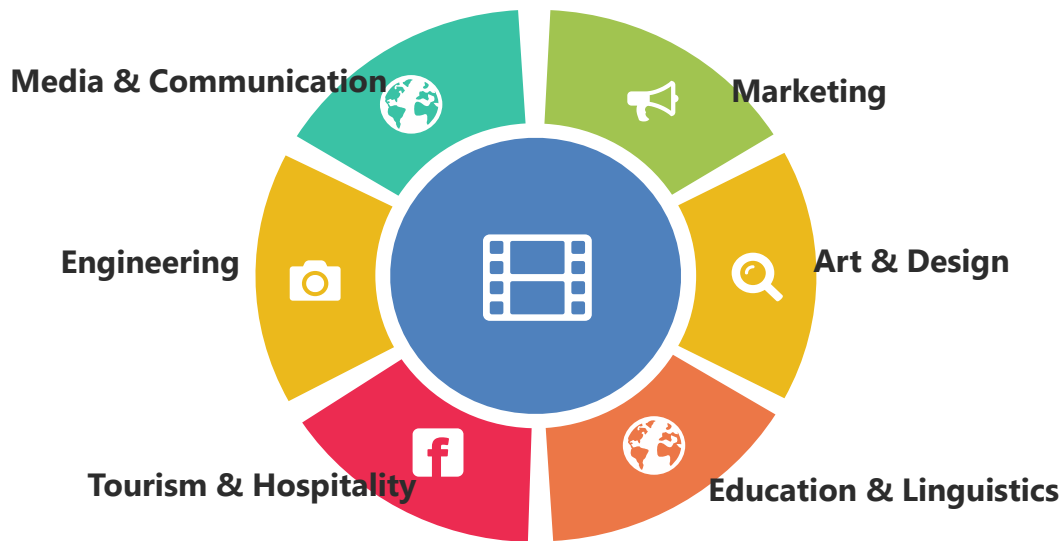 Media & Communication
Marketing
Engineering
Art & Design
Tourism & Hospitality
Education & Linguistics